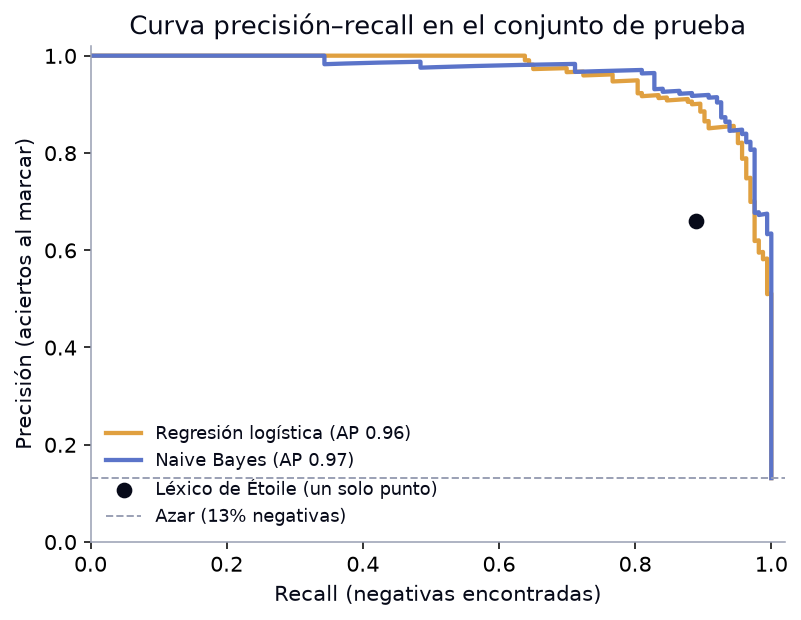 Curva precisión–recall en el conjunto de prueba
Precisión (aciertos al marcar)
1.0
0.8
0.6
0.4
0.2
0.0
Regresión logística (AP 0.96)
Naive Bayes (AP 0.97)
Léxico de Étoile (un solo punto)
Azar (13% negativas)
0.0 0.2 0.4 0.6 0.8 1.0
Recall (negativas encontradas)